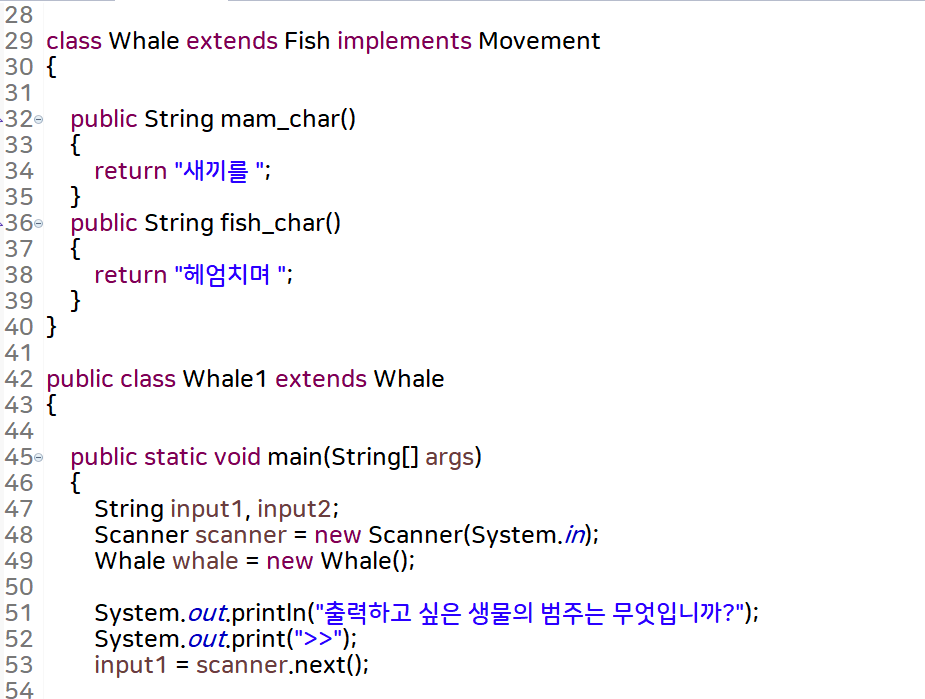 28
29 class Whale extends Fish implements Movement
30 {
31
32 public String mam_char()
33 {
34 return "새끼를 ";
35 }
36 public String fish_char()
37 {
38 return "헤엄치며 ";
39 }
40 }
41
42 public class Whale1 extends Whale
43 {
44
45 public static void main(String[] args)
46 {
47 String input1, input2;
48 Scanner scanner = new Scanner(System.in);
49 Whale whale = new Whale();
50
51 System.out.println("출력하고 싶은 생물의 범주는 무엇입니까?");
52 System.out.print(">>");
53 input1 = scanner.next();
54